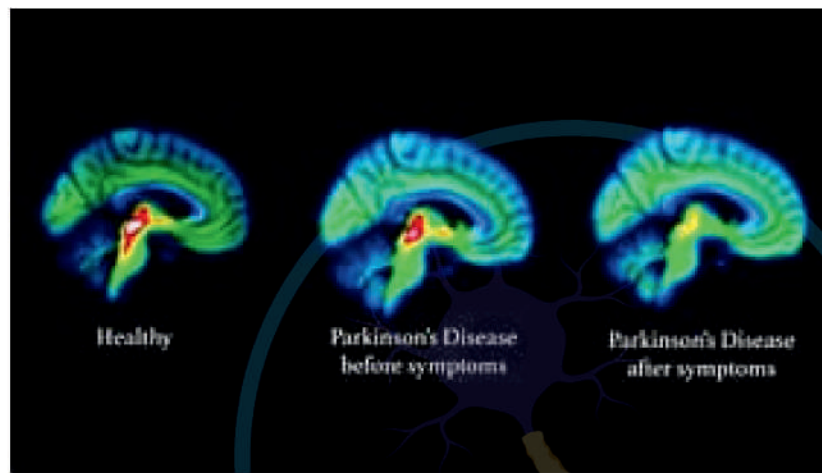 Healthy
Parkinson's Disease
before symptoms
Parkinson's Disease
after symptoms